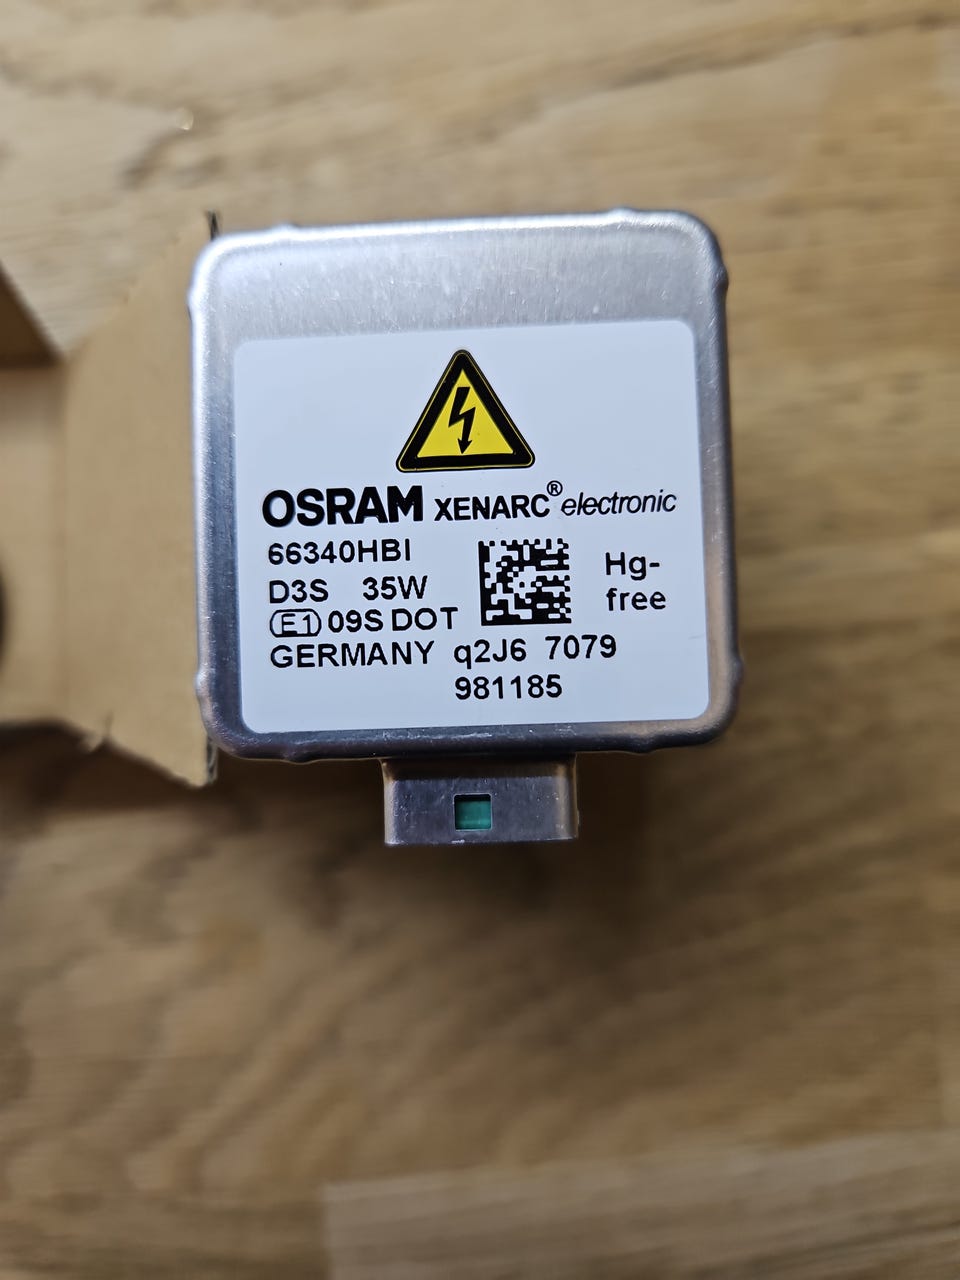 OSRAM XENARC® electronic
66340HBI
D3S 35W
Hg-
free
E1 09S DOT
GERMANY q2J6 7079
981185